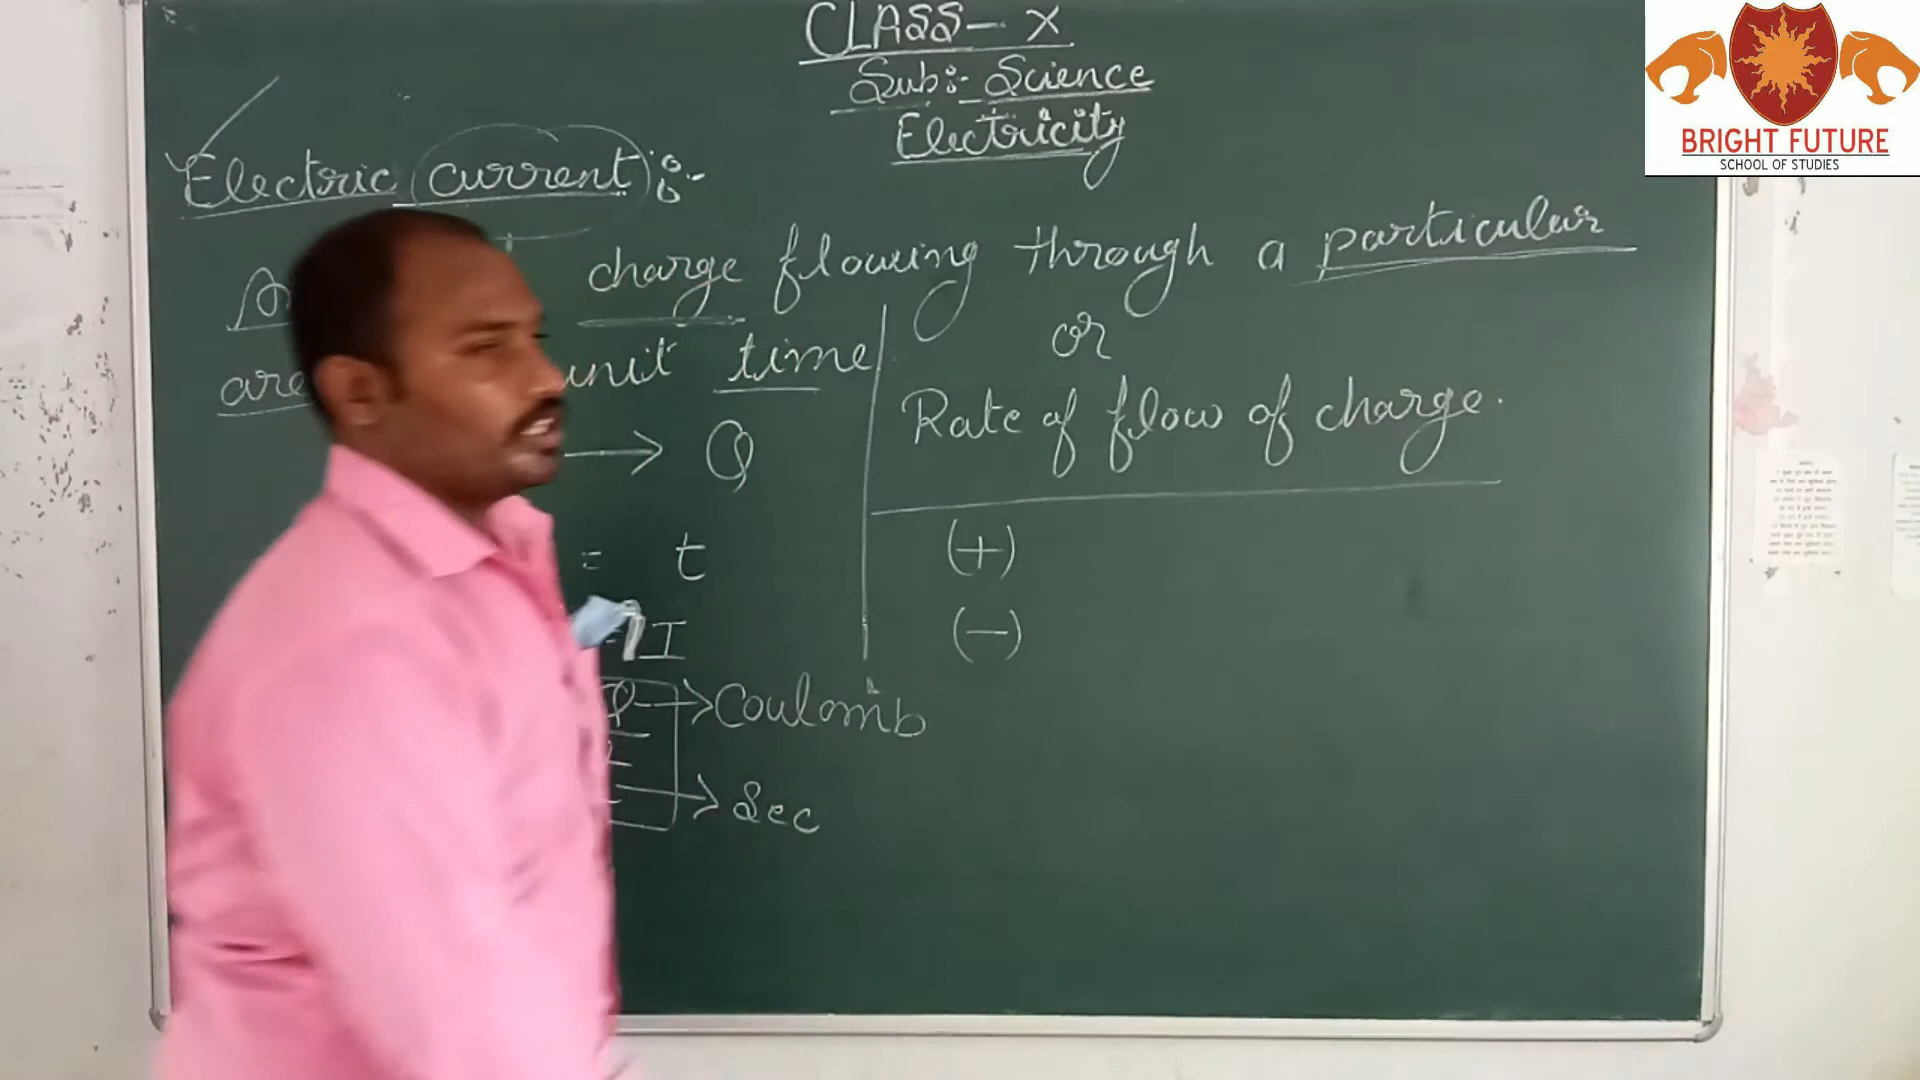 CLASS - X
Sub:- Science
Electricity
Electric current :-
charge flowing through a particular
unit time
or
Rate of flow of charge.
→ Q
= t
I
(+)
(-)
Q → Coulomb
→ Sec
BRIGHT FUTURE
SCHOOL OF STUDIES